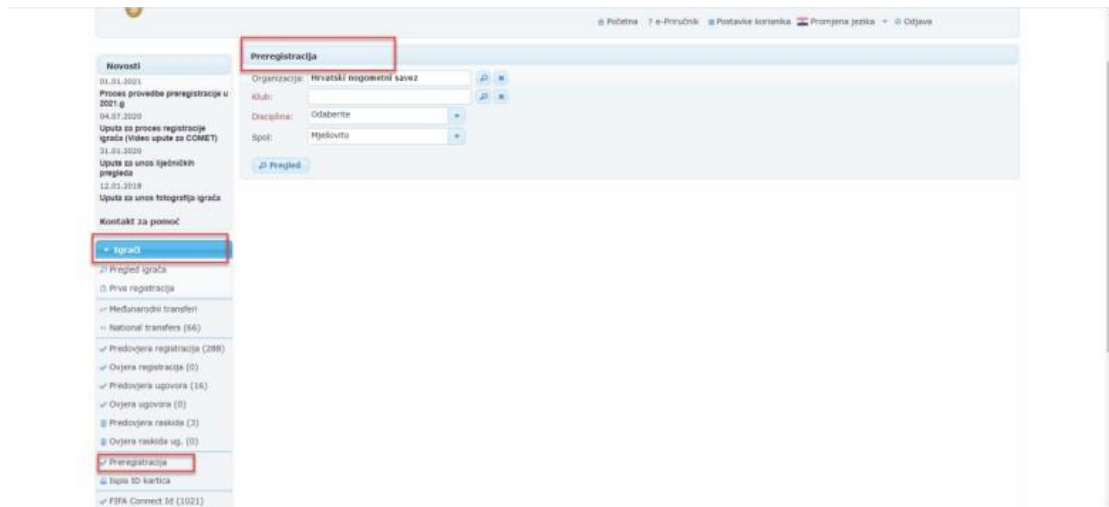 Početna ? e-Priručnik Postavke korisnika Promjena jezika Odjava
Novosti
01.01.2021
Proces provedbe preregistracije u
2021.g
04.07.2020
Uputa za proces registracije
igrača (Video upute za COMET)
31.01.2020
Upute za unos liječničkih
pregleda
12.01.2018
Uputa za unos fotografija igrača
Kontakt za pomoć
Igrači
Pregled igrača
Prva registracija
Međunarodni transferi
National transfers (66)
Predovjera registracija (288)
Ovjera registracija (0)
Predovjera ugovora (16)
Ovjera ugovora (0)
Predovjera raskida (3)
Ovjera raskida ug. (0)
Preregistracija
Ispis ID kartica
FIFA Connect Id (1021)
Preregistracija
Organizacija: Hrvatski nogometni savez
Klub:
Disciplina: Odaberite
Spol: Mješovito
Pregled